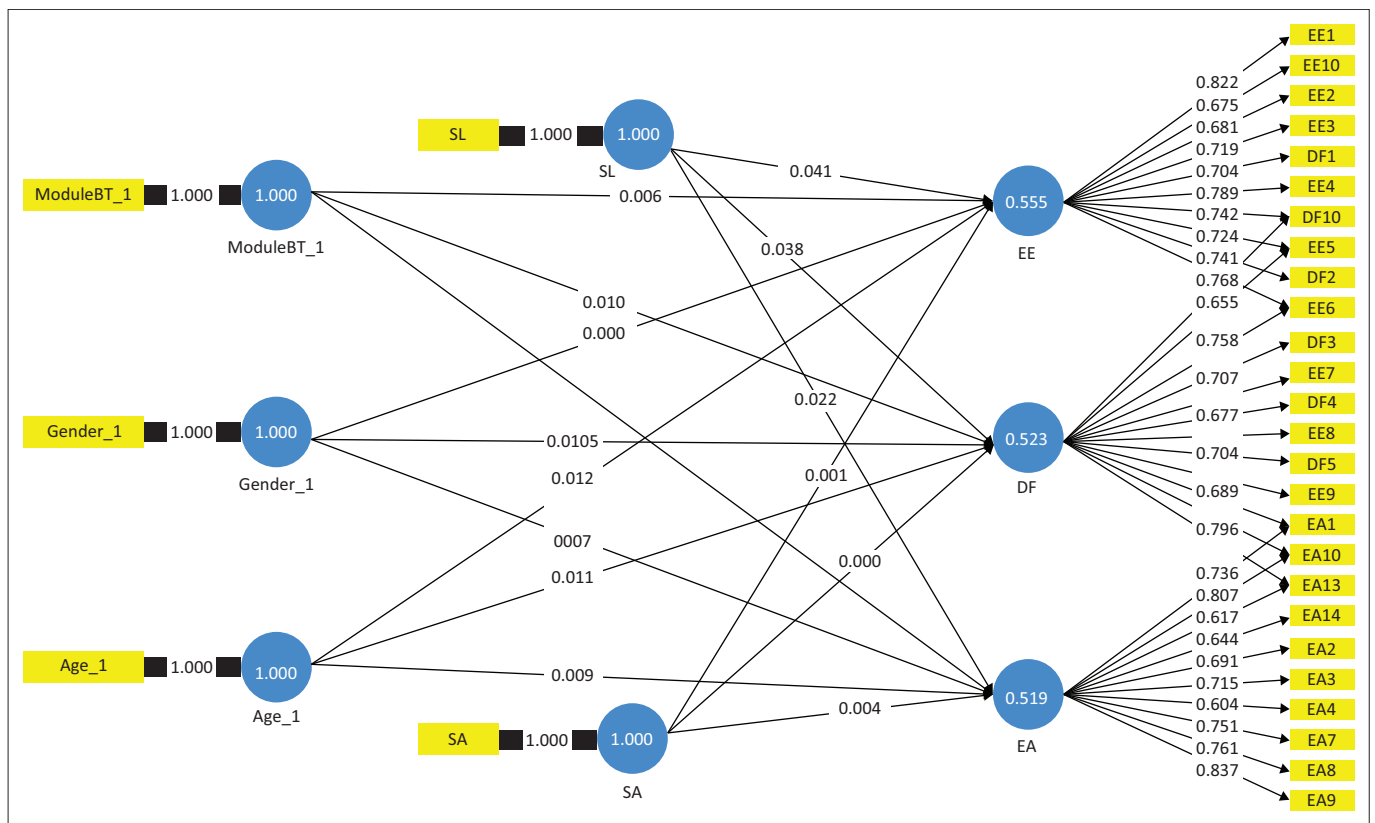 SL
1.000
1.000
SL
ModuleBT_1
1.000
1.000
ModuleBT_1
Gender_1
1.000
1.000
Gender_1
Age_1
1.000
1.000
Age_1
SA
1.000
1.000
SA
0.041
0.006
0.038
0.010
0.000
0.022
0.0105
0.012
0.001
0007
0.011
0.000
0.009
0.004
0.555
EE
0.523
DF
0.519
EA
0.822
0.675
0.681
0.719
0.704
0.789
0.742
0.724
0.741
0.768
0.655
0.758
0.707
0.677
0.704
0.689
0.796
0.736
0.807
0.617
0.644
0.691
0.715
0.604
0.751
0.761
0.837
EE1
EE10
EE2
EE3
DF1
EE4
DF10
EE5
DF2
EE6
DF3
EE7
DF4
EE8
DF5
EE9
EA1
EA10
EA13
EA14
EA2
EA3
EA4
EA7
EA8
EA9